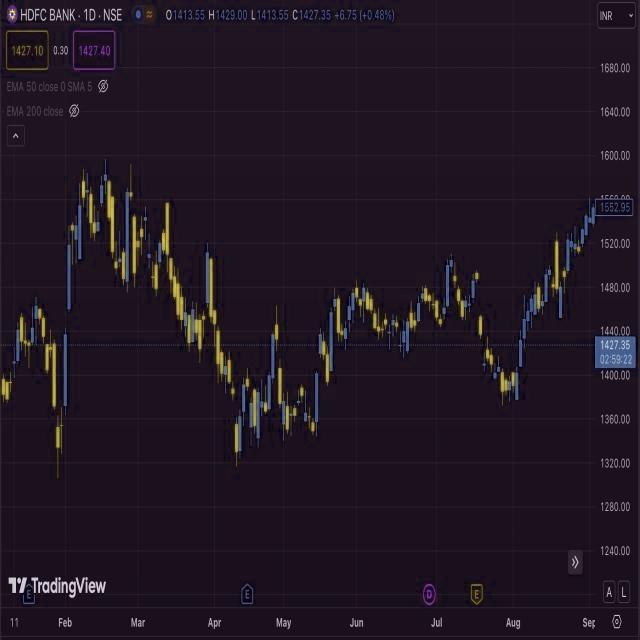 HDFC BANK · 1D · NSE O1413.55 H1429.00 L1413.55 C1427.35 +6.75 (+0.48%) INR
1427.10 0.30 1427.40
EMA 50 close 0 SMA 5
EMA 200 close
1680.00
1640.00
1600.00
1560.00
1552.95
1520.00
1480.00
1440.00
1427.35
02:59:22
1400.00
1360.00
1320.00
1280.00
1240.00
TradingView
E E D E A L
11 Feb Mar Apr May Jun Jul Aug Sep